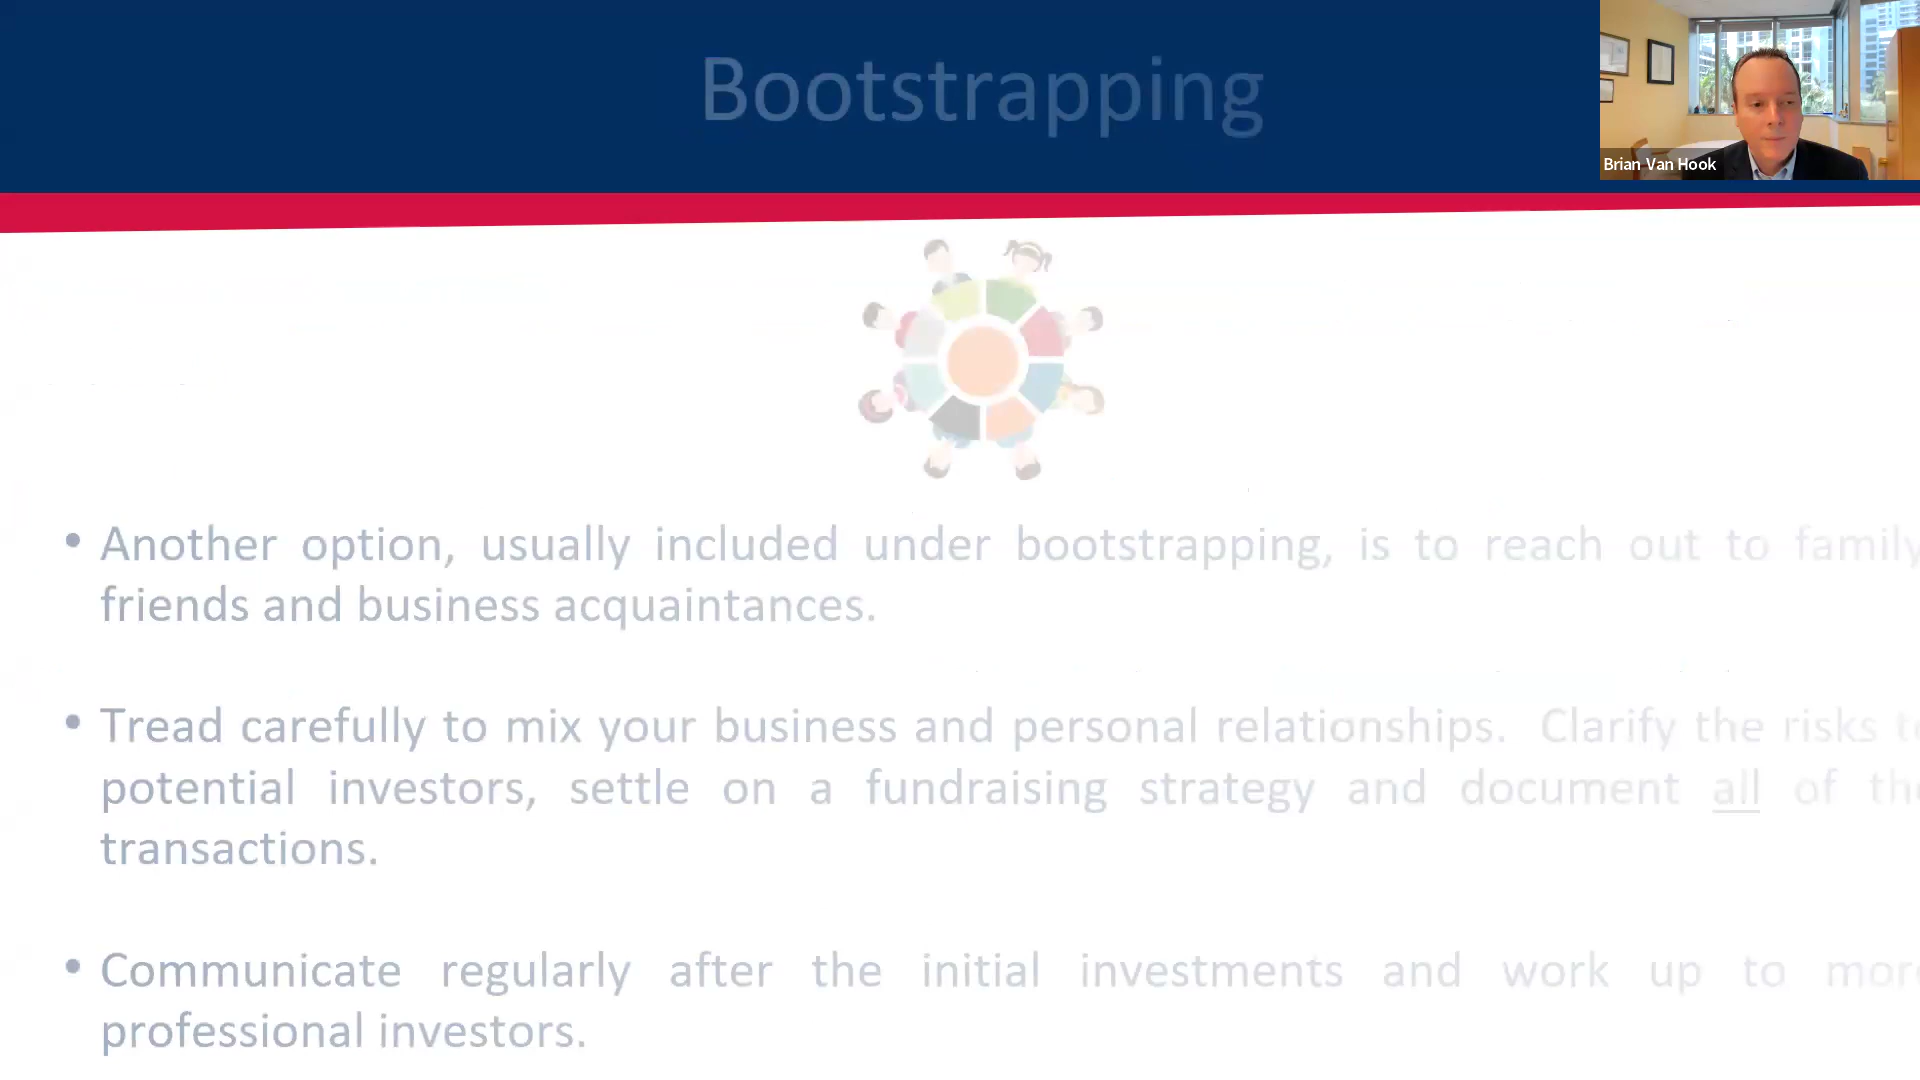 Bootstrapping
Brian Van Hook
• Another option, usually included under bootstrapping, is to reach out to family
friends and business acquaintances.
• Tread carefully to mix your business and personal relationships. Clarify the risks
potential investors, settle on a fundraising strategy and document all of
transactions.
• Communicate regularly after the initial investments and work up to
professional investors.